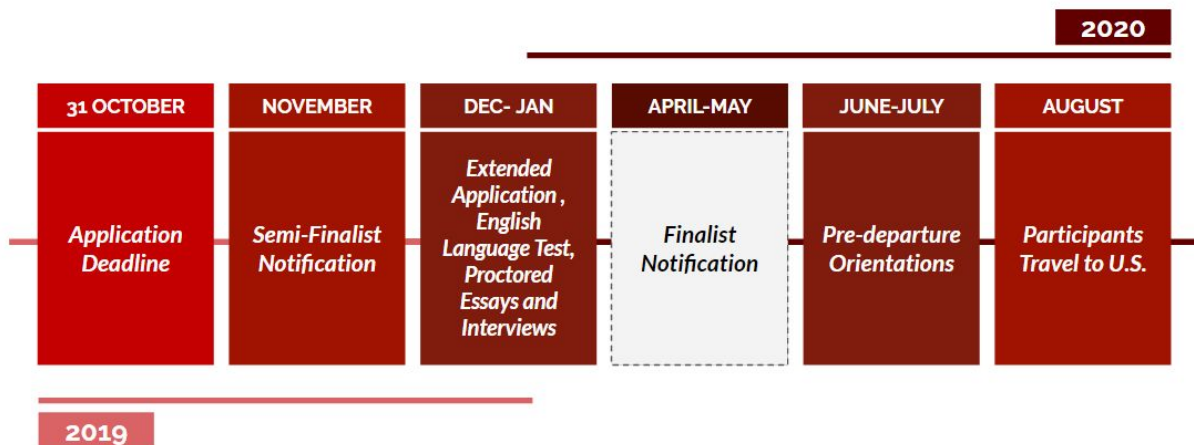 2020
31 OCTOBER
Application
Deadline
NOVEMBER
Semi-Finalist
Notification
DEC- JAN
Extended
Application ,
English
Language Test,
Proctored
Essays and
Interviews
APRIL-MAY
Finalist
Notification
JUNE-JULY
Pre-departure
Orientations
AUGUST
Participants
Travel to U.S.
2019